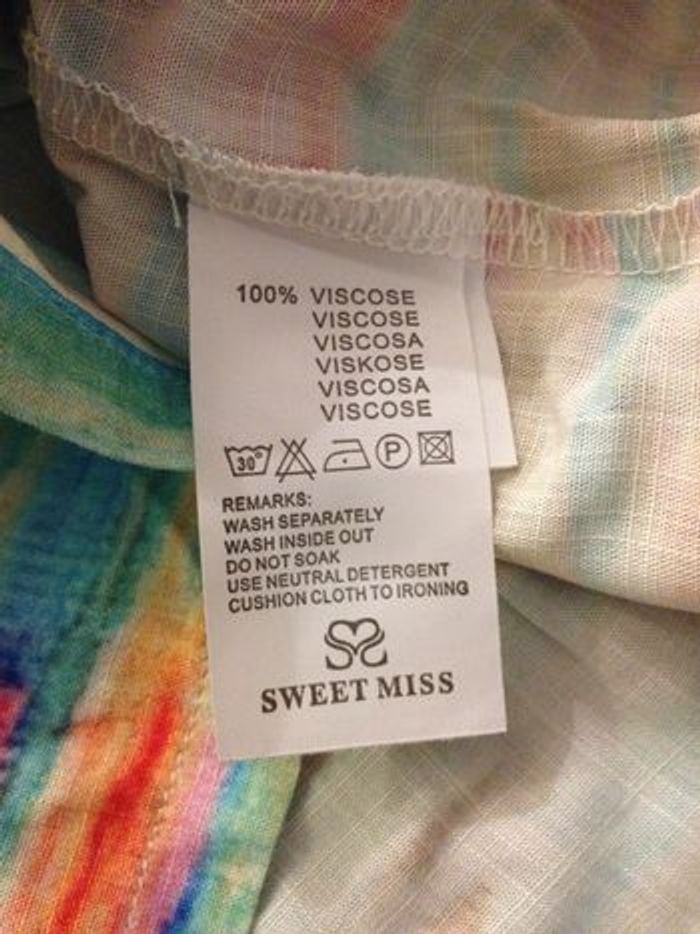 100% VISCOSE
VISCOSE
VISCOSA
VISKOSE
VISCOSA
VISCOSE
30° P
REMARKS:
WASH SEPARATELY
WASH INSIDE OUT
DO NOT SOAK
USE NEUTRAL DETERGENT
CUSHION CLOTH TO IRONING
SWEET MISS